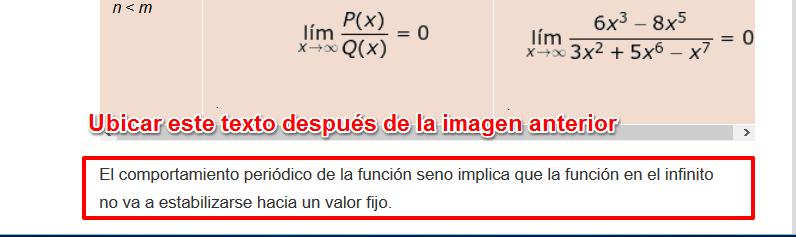 n < m
lím x→∞ P(x)/Q(x) = 0
lím x→∞ 6x³ – 8x⁵/3x² + 5x⁶ – x⁷ = 0
Ubicar este texto después de la imagen anterior
El comportamiento periódico de la función seno implica que la función en el infinito
no va a estabilizarse hacia un valor fijo.